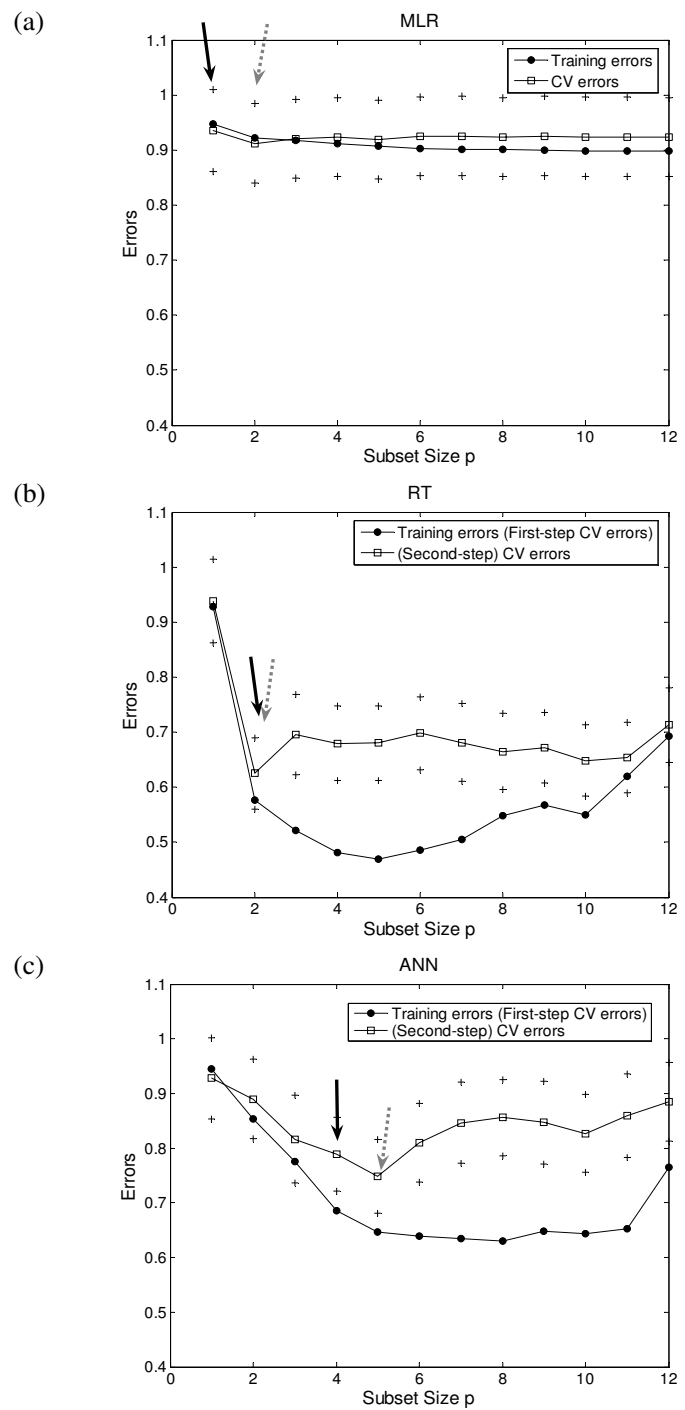 (a)
MLR
Training errors
CV errors
1.1
1
0.9
0.8
0.7
0.6
0.5
0.4
Errors
0 2 4 6 8 10 12
Subset Size p
(b)
RT
Training errors (First-step CV errors)
(Second-step) CV errors
1.1
1
0.9
0.8
0.7
0.6
0.5
0.4
Errors
0 2 4 6 8 10 12
Subset Size p
(c)
ANN
Training errors (First-step CV errors)
(Second-step) CV errors
1.1
1
0.9
0.8
0.7
0.6
0.5
0.4
Errors
0 2 4 6 8 10 12
Subset Size p